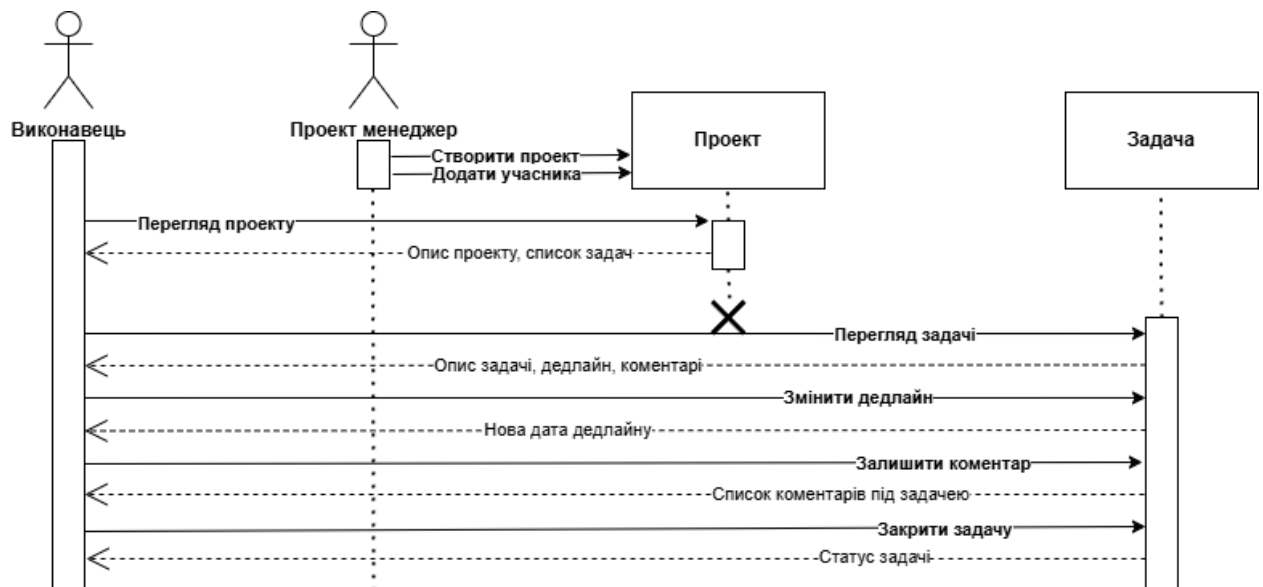 Виконавець
Проект менеджер
Проект
Задача
Створити проект
Додати учасника
Перегляд проекту
Опис проекту, список задач
Перегляд задачі
Опис задачі, дедлайн, коментарі
Змінити дедлайн
Нова дата дедлайну
Залишити коментар
Список коментарів під задачею
Закрити задачу
Статус задачі